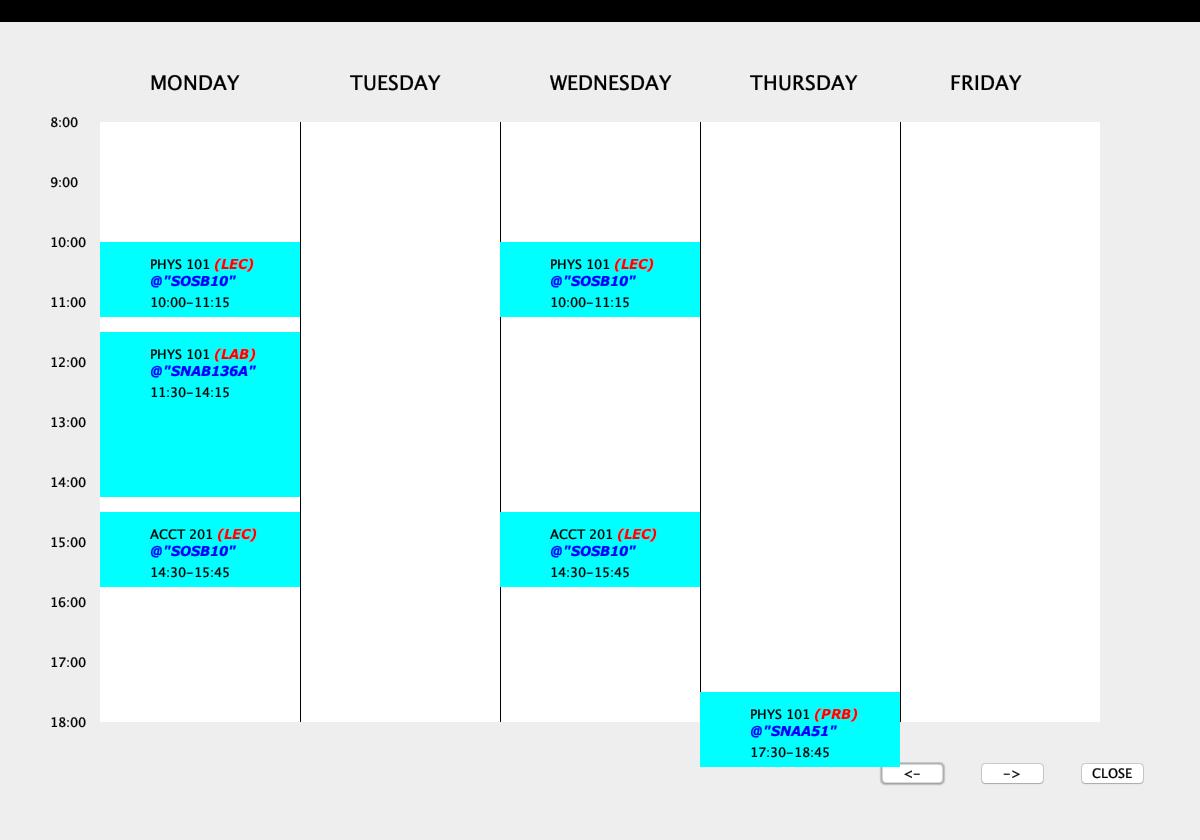 MONDAY TUESDAY WEDNESDAY THURSDAY FRIDAY
8:00
9:00
10:00
PHYS 101 (LEC) PHYS 101 (LEC)
@"SOSB10" @"SOSB10"
11:00 10:00-11:15 10:00-11:15
PHYS 101 (LAB)
12:00
@"SNAB136A"
11:30-14:15
13:00
14:00
ACCT 201 (LEC) ACCT 201 (LEC)
15:00
@"SOSB10" @"SOSB10"
14:30-15:45 14:30-15:45
16:00
17:00
PHYS 101 (PRB)
18:00
@"SNAA51"
17:30-18:45
<- -> CLOSE